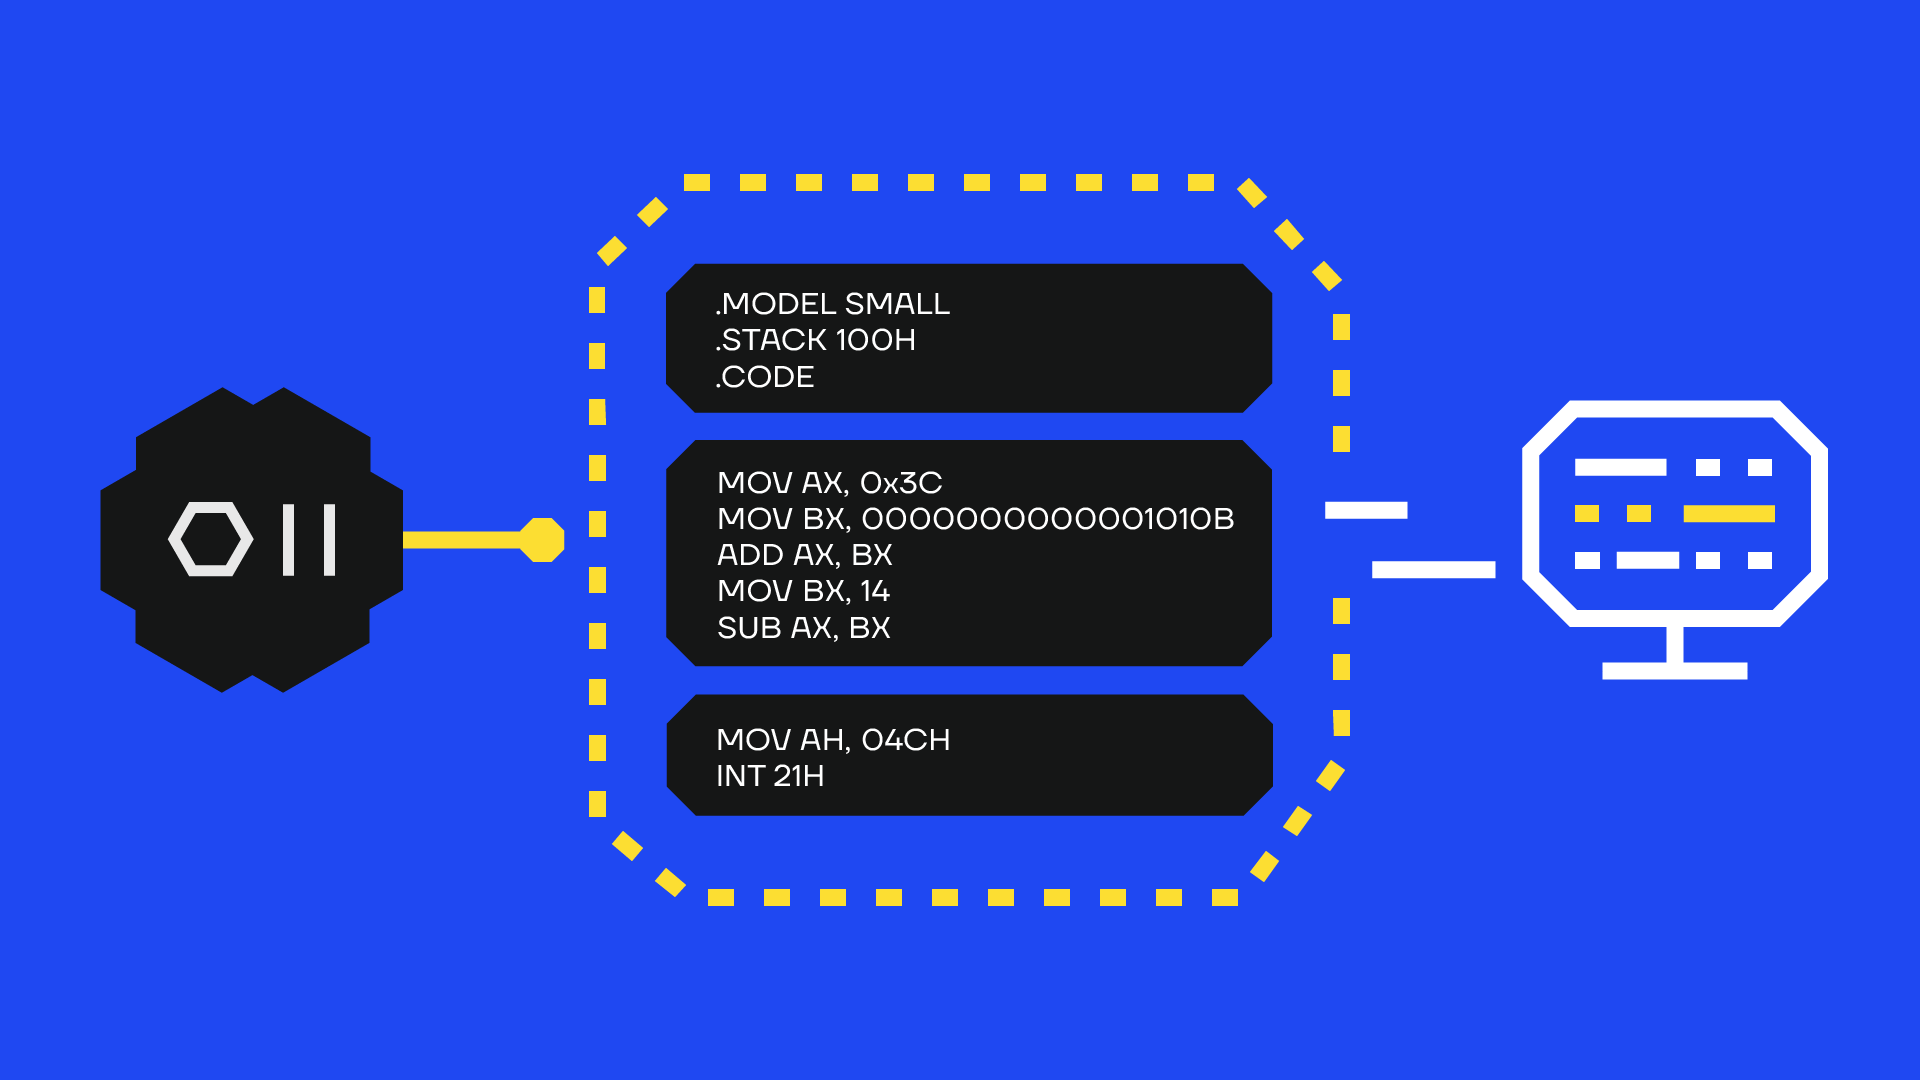 011
.MODEL SMALL
.STACK 100H
.CODE
MOV AX, 0x3C
MOV BX, 0000000000001010B
ADD AX, BX
MOV BX, 14
SUB AX, BX
MOV AH, 04CH
INT 21H